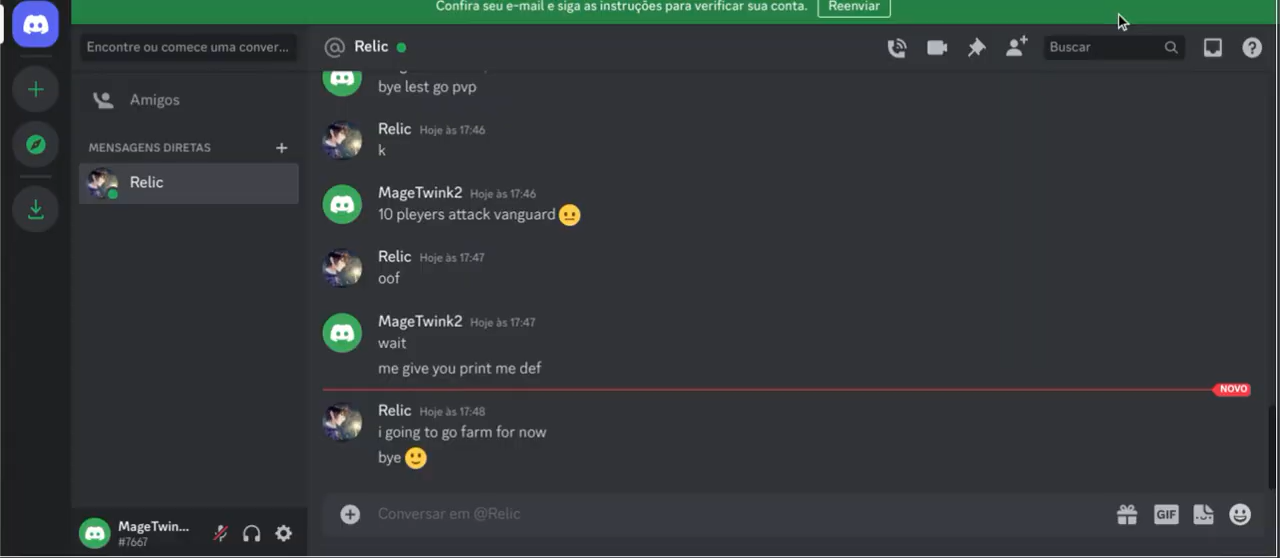 Confira seu e-mail e siga as instruções para verificar sua conta. Reenviar
Encontre ou comece uma conver...
Relic
Buscar
Amigos
MENSAGENS DIRETAS
Relic
bye lest go pvp
Relic Hoje às 17:46
k
MageTwink2 Hoje às 17:46
10 pleyers attack vanguard
Relic Hoje às 17:47
oof
MageTwink2 Hoje às 17:47
wait
me give you print me def
NOVO
Relic Hoje às 17:48
i going to go farm for now
bye
Conversar em @Relic
GIF
MageTwin...
#7667